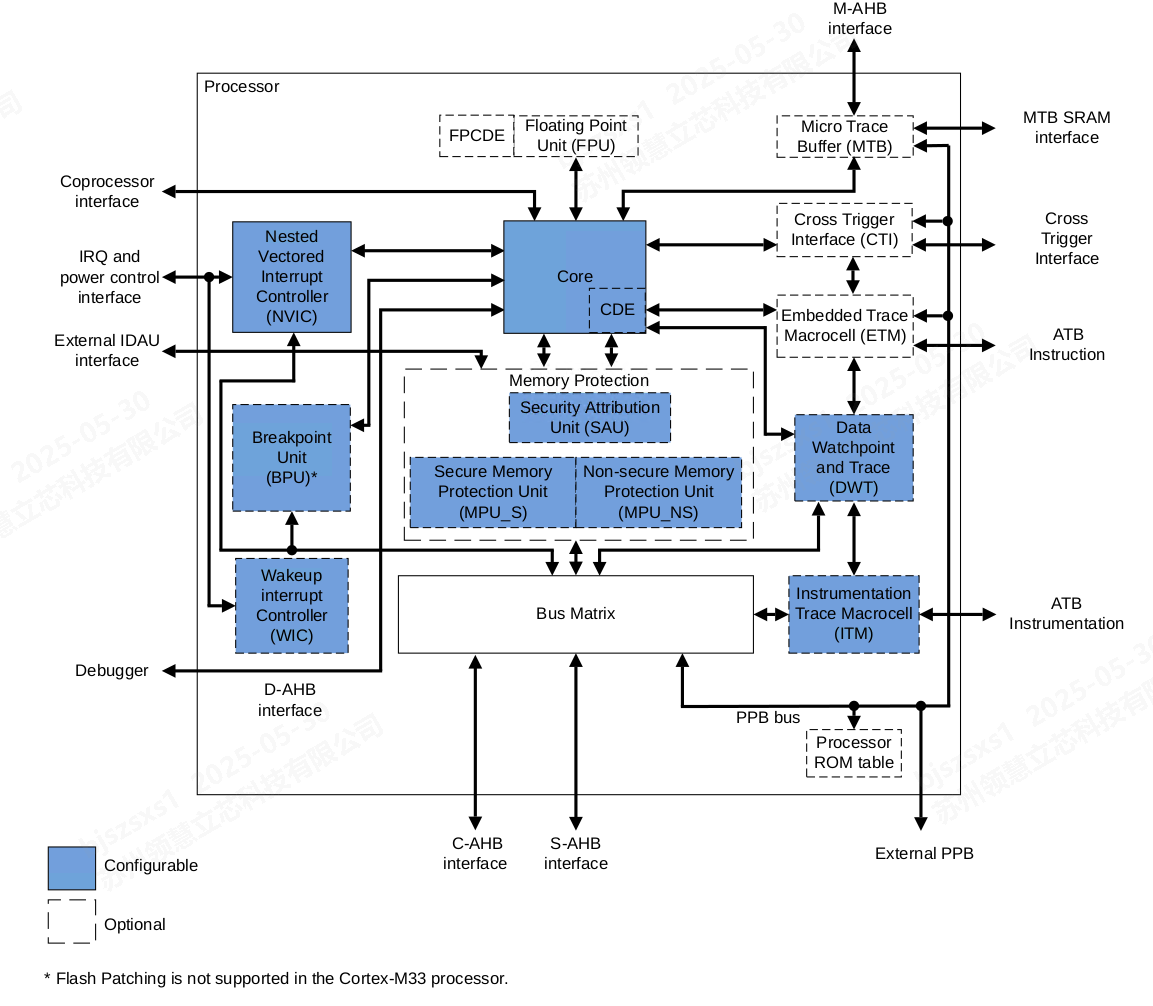 M-AHB
interface
Processor
FPCDE
Floating Point
Unit (FPU)
Micro Trace
Buffer (MTB)
MTB SRAM
interface
Coprocessor
interface
Nested
Vectored
Interrupt
Controller
(NVIC)
IRQ and
power control
interface
Core
CDE
Cross Trigger
Interface (CTI)
Cross
Trigger
Interface
Embedded Trace
Macrocell (ETM)
ATB
Instruction
External IDAU
interface
Memory Protection
Security Attribution
Unit (SAU)
Secure Memory
Protection Unit
(MPU_S)
Non-secure Memory
Protection Unit
(MPU_NS)
Breakpoint
Unit
(BPU)*
Data
Watchpoint
and Trace
(DWT)
Wakeup
interrupt
Controller
(WIC)
Bus Matrix
Instrumentation
Trace Macrocell
(ITM)
ATB
Instrumentation
Debugger
D-AHB
interface
PPB bus
Processor
ROM table
C-AHB
interface
S-AHB
interface
External PPB
Configurable
Optional
* Flash Patching is not supported in the Cortex-M33 processor.
bjszsxs1 2025-05-30
苏州领慧立芯科技有限公司